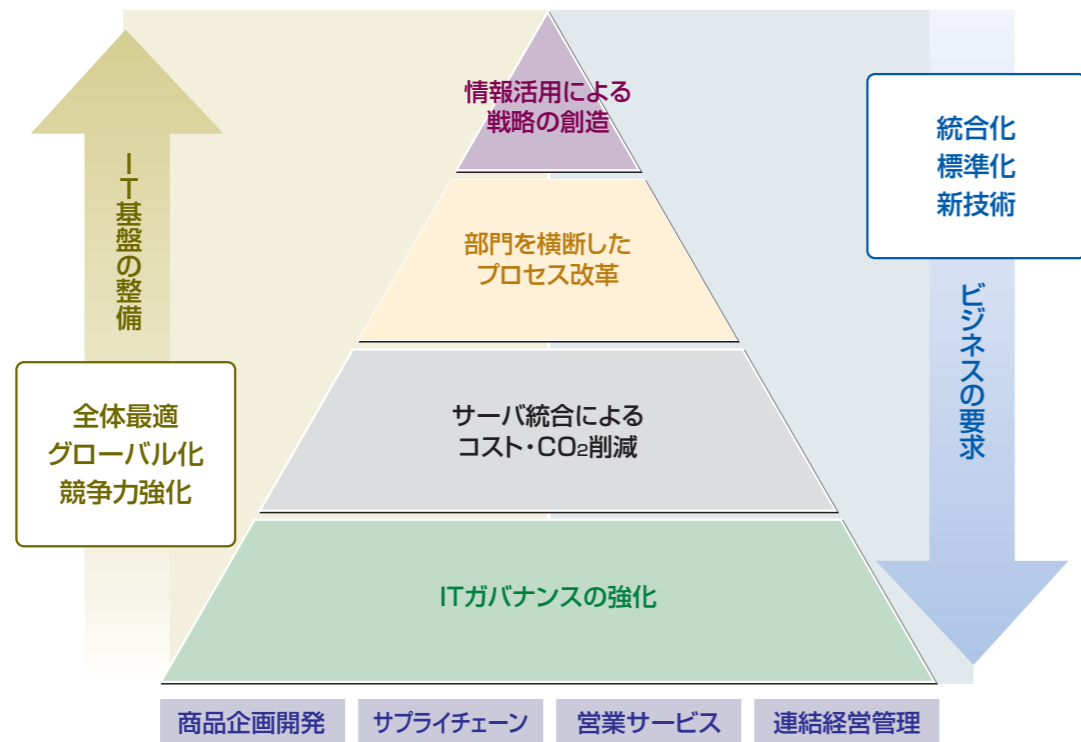 情報活用による
戦略の創造
部門を横断した
プロセス改革
サーバ統合による
コスト・CO₂削減
ITガバナンスの強化
IT基盤の整備
全体最適
グローバル化
競争力強化
統合化
標準化
新技術
ビジネスの要求
商品企画開発
サプライチェーン
営業サービス
連結経営管理